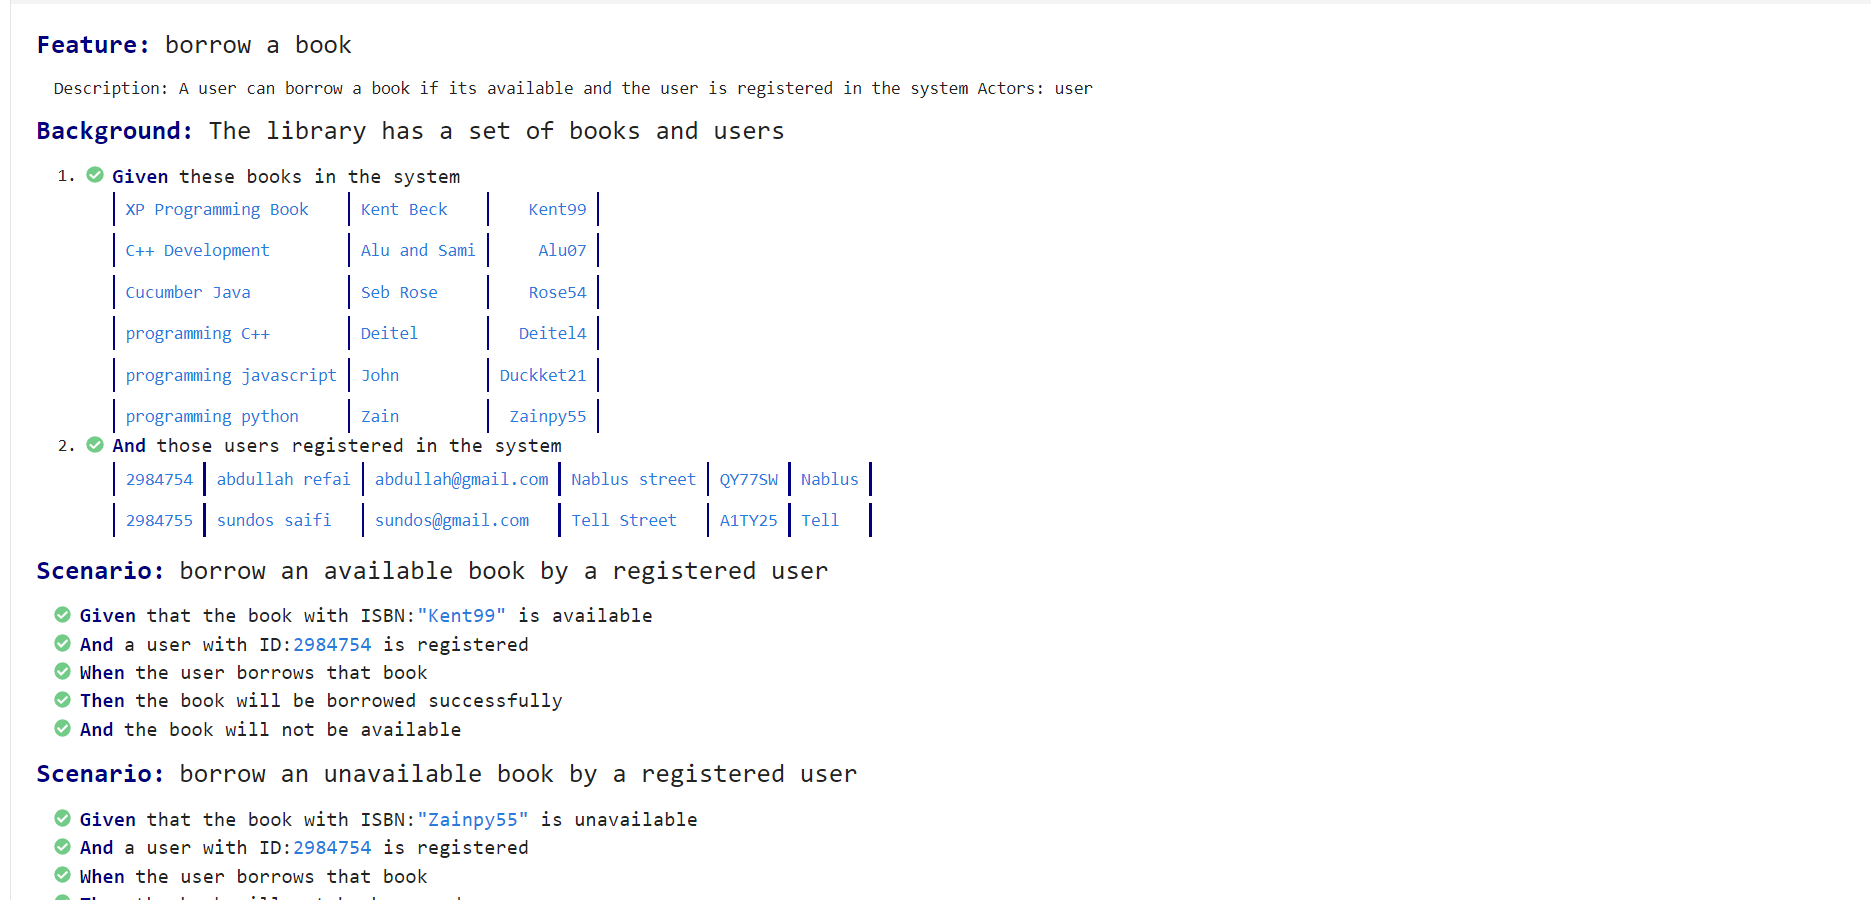 Feature: borrow a book
Description: A user can borrow a book if its available and the user is registered in the system Actors: user
Background: The library has a set of books and users
1. Given these books in the system
XP Programming Book Kent Beck Kent99
C++ Development Alu and Sami Alu07
Cucumber Java Seb Rose Rose54
programming C++ Deitel Deitel4
programming javascript John Duckket21
programming python Zain Zainpy55
2. And those users registered in the system
2984754 abdullah refai abdullah@gmail.com Nablus street QY77SW Nablus
2984755 sundos saifi sundos@gmail.com Tell Street A1TY25 Tell
Scenario: borrow an available book by a registered user
Given that the book with ISBN:"Kent99" is available
And a user with ID:2984754 is registered
When the user borrows that book
Then the book will be borrowed successfully
And the book will not be available
Scenario: borrow an unavailable book by a registered user
Given that the book with ISBN:"Zainpy55" is unavailable
And a user with ID:2984754 is registered
When the user borrows that book